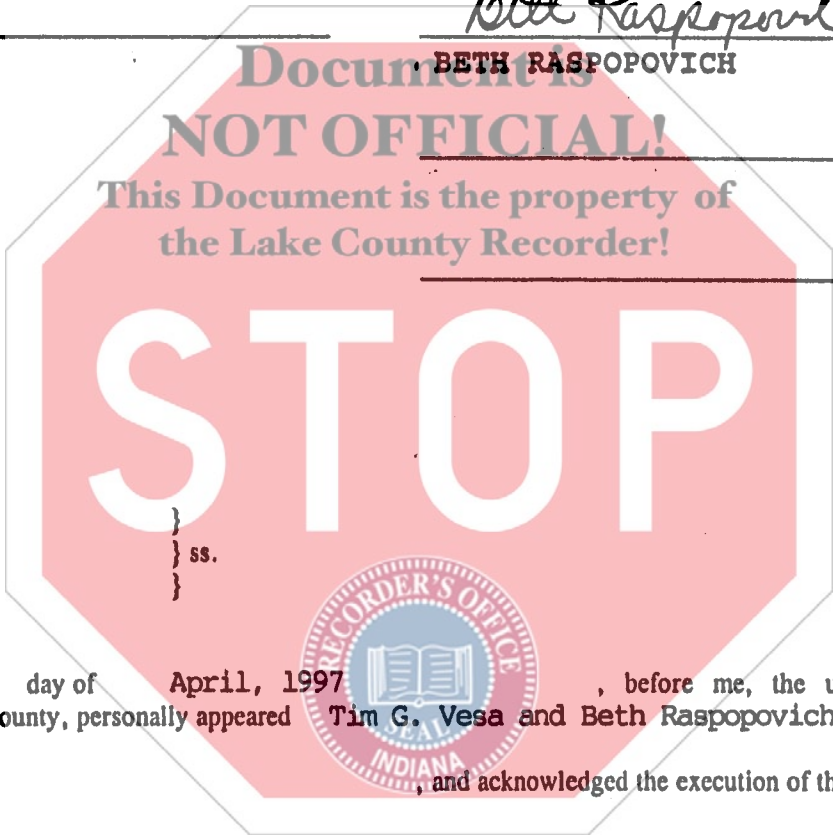 Beth Raspopovich
Document is
BETH RASPOPOVICH
NOT OFFICIAL!
This Document is the property of
the Lake County Recorder!
STOP
ss.
RECORDER'S OFFICE
SEAL
INDIANA
day of April, 1997 , before me, the u
ounty, personally appeared Tim G. Vesa and Beth Raspopovich
, and acknowledged the execution of th